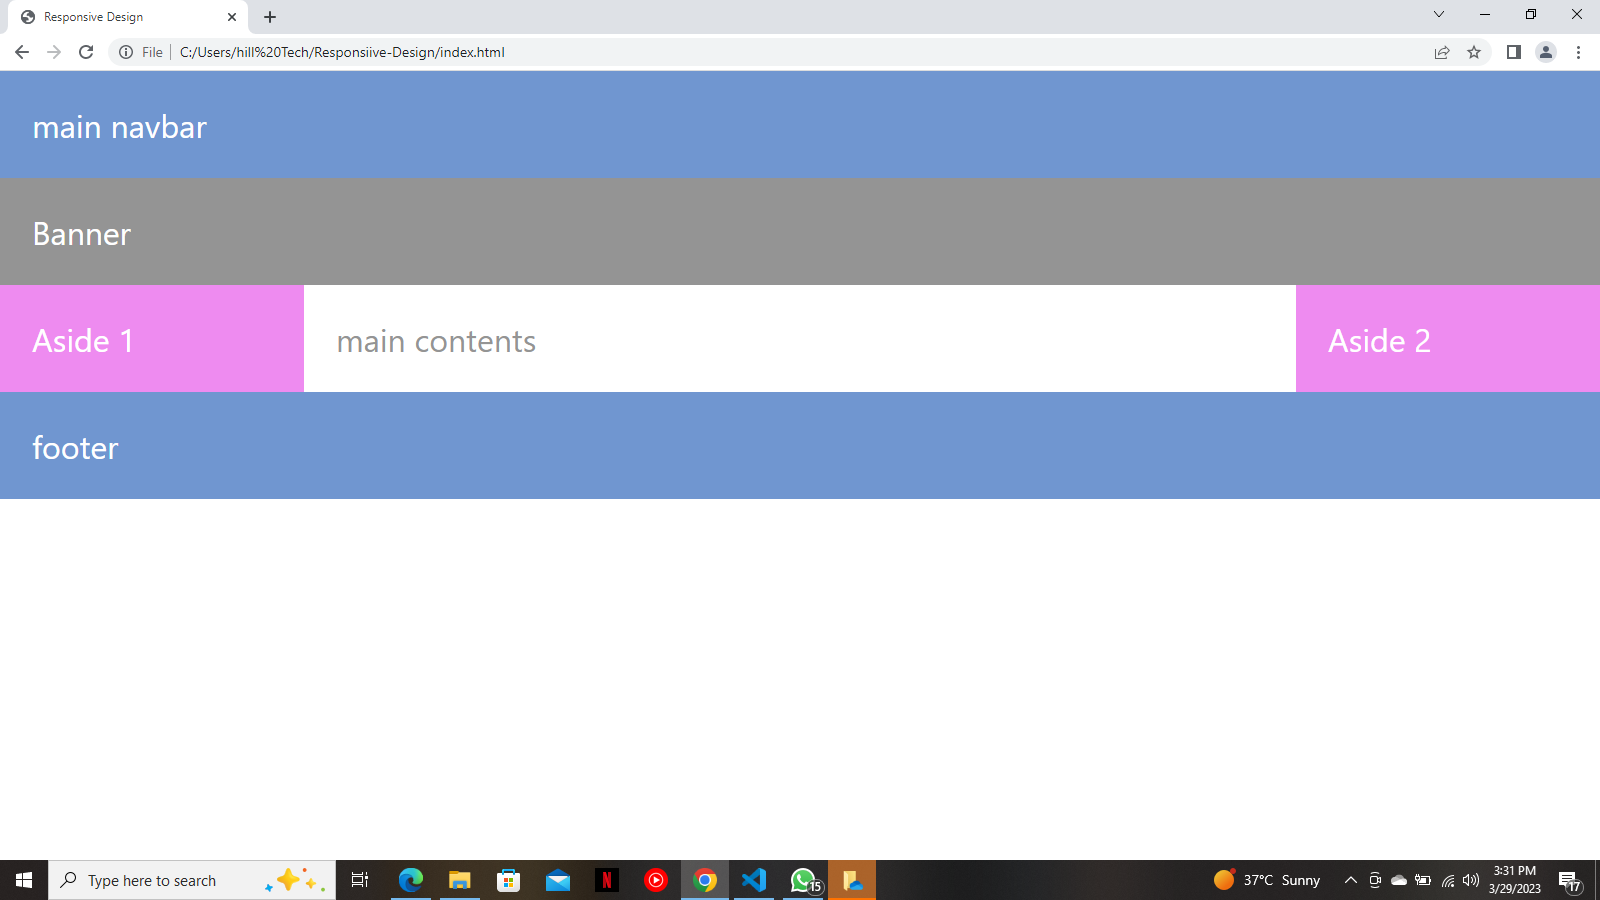 Responsive Design
File
C:/Users/hill%20Tech/Responsiive-Design/index.html
main navbar
Banner
Aside 1
main contents
Aside 2
footer
Type here to search
N
15
37°C Sunny
3:31 PM
3/29/2023
17